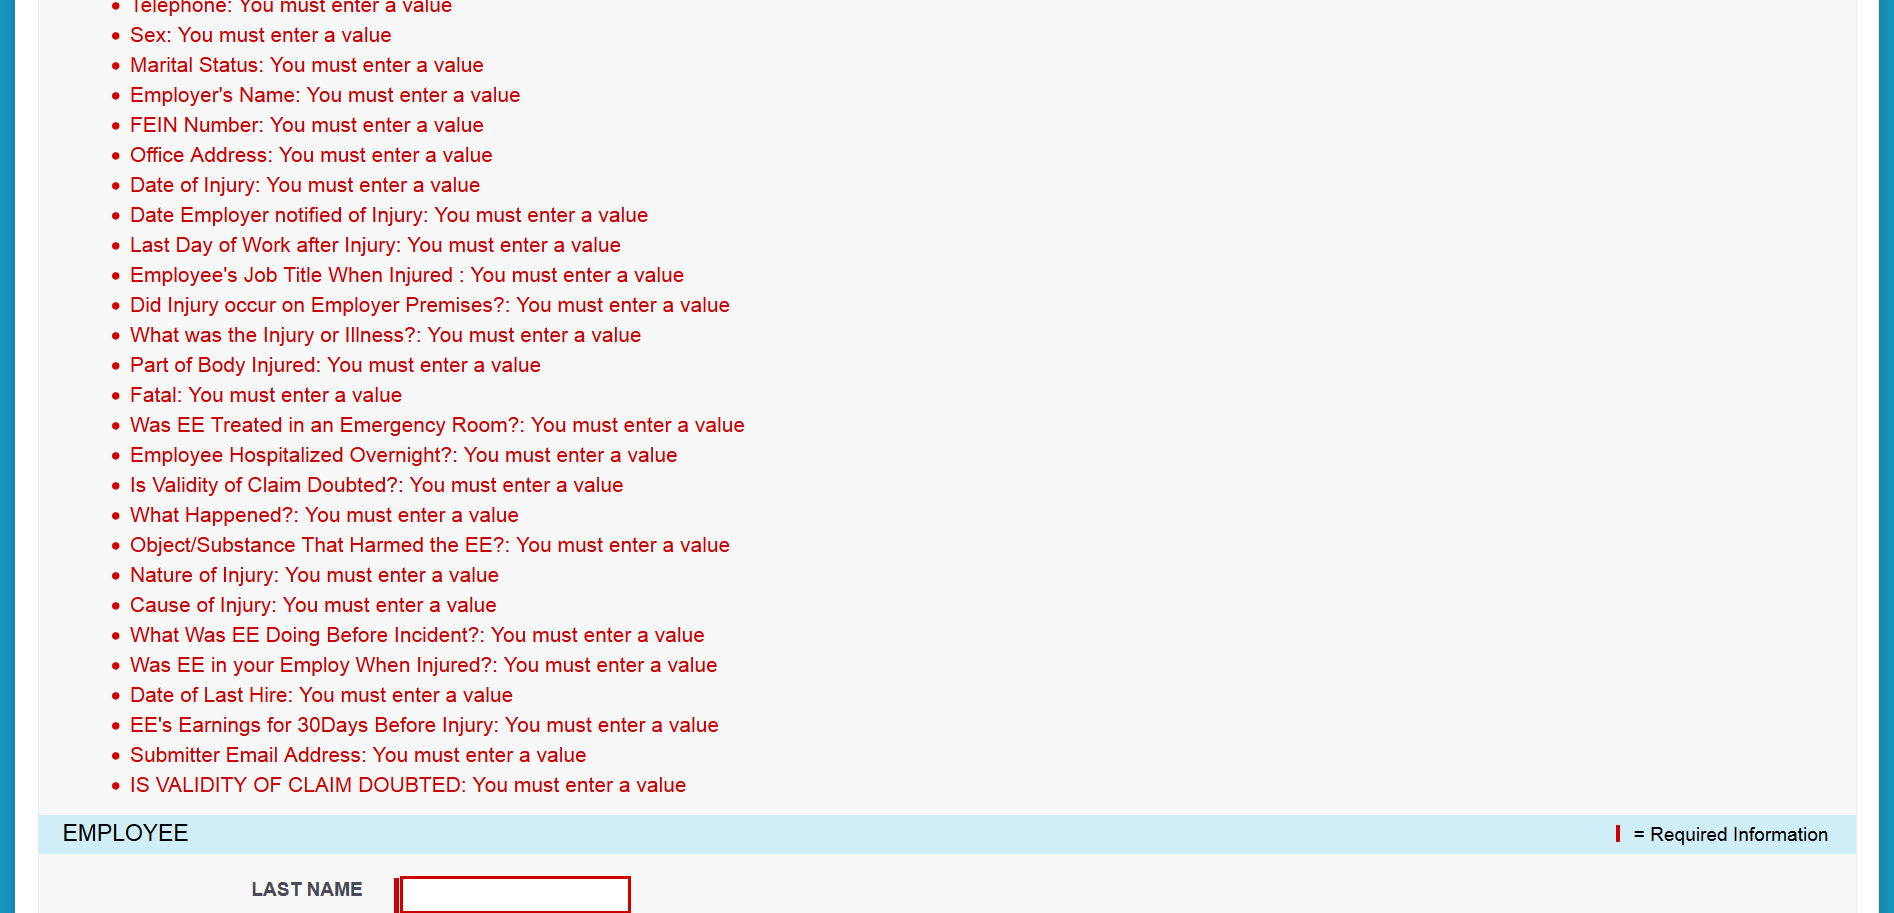 Telephone: You must enter a value
Sex: You must enter a value
Marital Status: You must enter a value
Employer's Name: You must enter a value
FEIN Number: You must enter a value
Office Address: You must enter a value
Date of Injury: You must enter a value
Date Employer notified of Injury: You must enter a value
Last Day of Work after Injury: You must enter a value
Employee's Job Title When Injured : You must enter a value
Did Injury occur on Employer Premises?: You must enter a value
What was the Injury or Illness?: You must enter a value
Part of Body Injured: You must enter a value
Fatal: You must enter a value
Was EE Treated in an Emergency Room?: You must enter a value
Employee Hospitalized Overnight?: You must enter a value
Is Validity of Claim Doubted?: You must enter a value
What Happened?: You must enter a value
Object/Substance That Harmed the EE?: You must enter a value
Nature of Injury: You must enter a value
Cause of Injury: You must enter a value
What Was EE Doing Before Incident?: You must enter a value
Was EE in your Employ When Injured?: You must enter a value
Date of Last Hire: You must enter a value
EE's Earnings for 30Days Before Injury: You must enter a value
Submitter Email Address: You must enter a value
IS VALIDITY OF CLAIM DOUBTED: You must enter a value
EMPLOYEE
= Required Information
LAST NAME